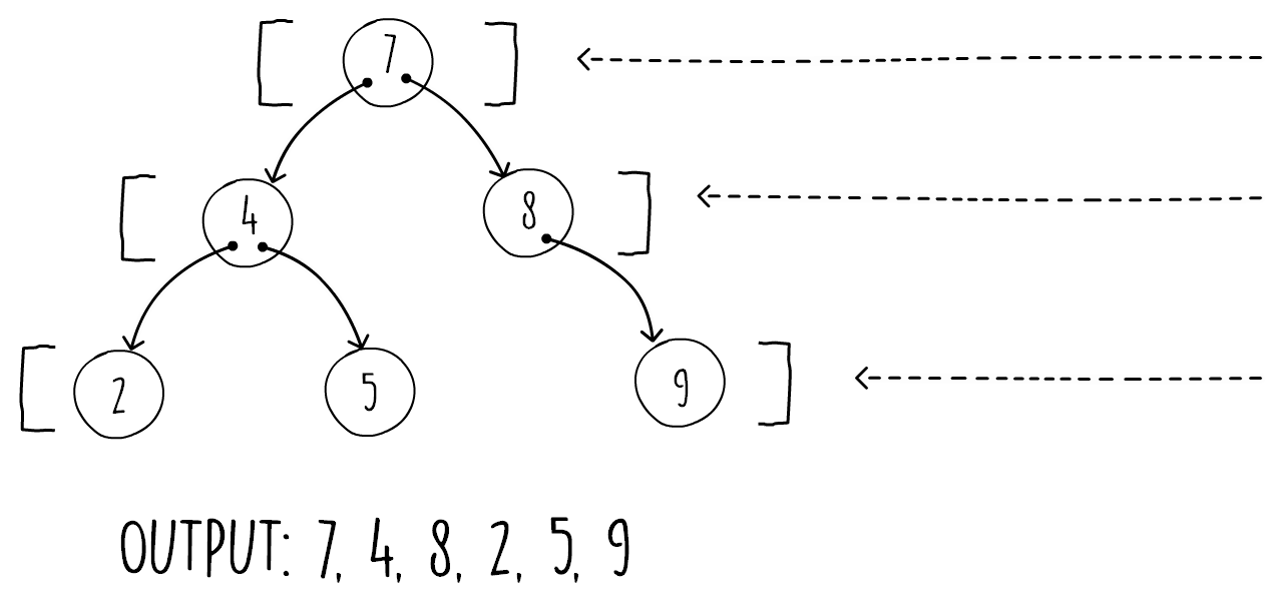 [ 7 ]
[ 4 8 ]
[ 2 5 9 ]
OUTPUT: 7, 4, 8, 2, 5, 9